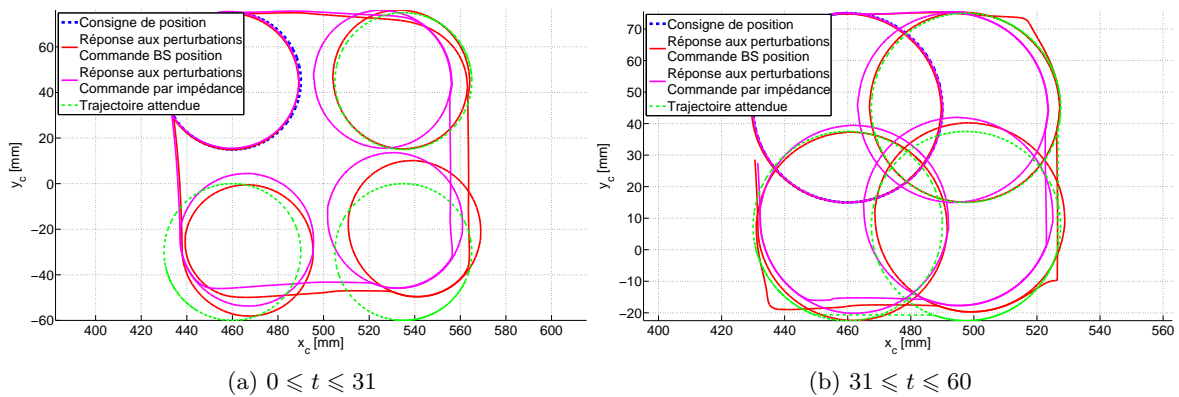 Consigne de position
Réponse aux perturbations
Commande BS position
Réponse aux perturbations
Commande par impédance
Trajectoire attendue
60
40
20
0
−20
−40
−60
y_c [mm]
400 420 440 460 480 500 520 540 560 580 600
x_c [mm]
(a) 0 ⩽ t ⩽ 31
Consigne de position
Réponse aux perturbations
Commande BS position
Réponse aux perturbations
Commande par impédance
Trajectoire attendue
70
60
50
40
30
20
10
0
−10
−20
y_c [mm]
400 420 440 460 480 500 520 540 560
x_c [mm]
(b) 31 ⩽ t ⩽ 60